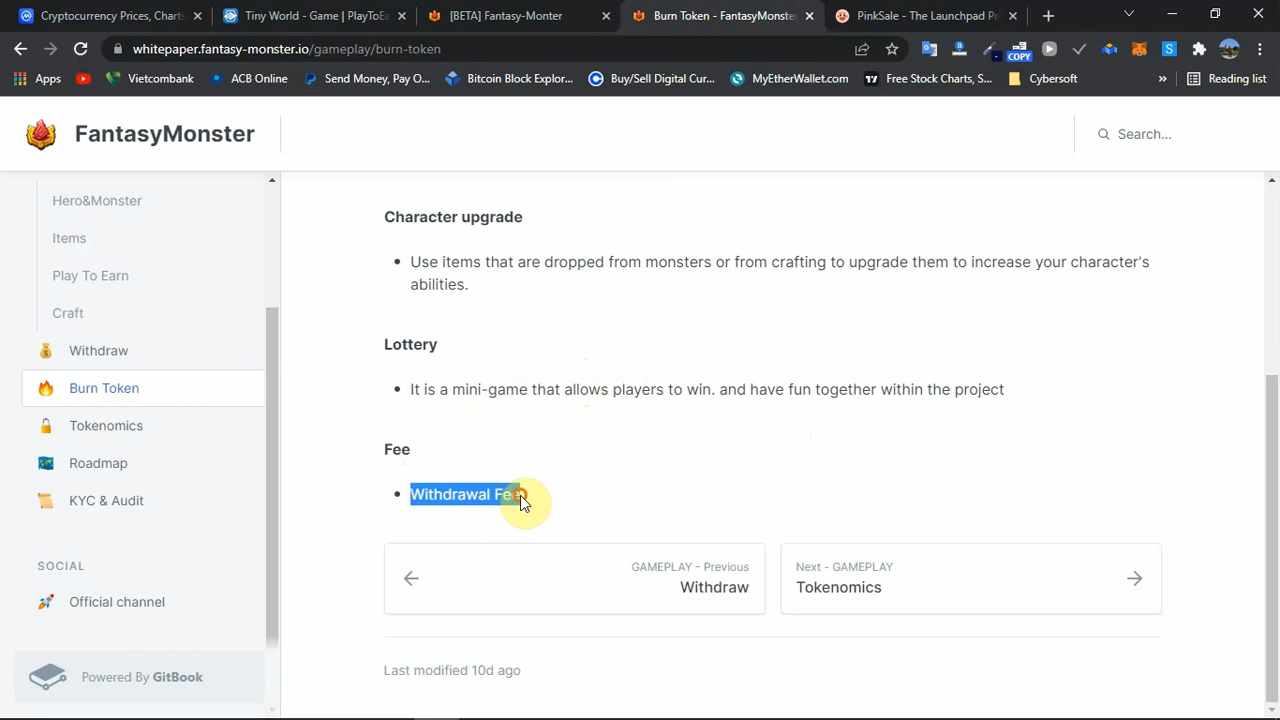 Cryptocurrency Prices, Charts
Tiny World - Game | PlayToEa
[BETA] Fantasy-Monter
Burn Token - FantasyMonste
PinkSale - The Launchpad Pr
whitepaper.fantasy-monster.io/gameplay/burn-token
COPY
Apps
Vietcombank
ACB Online
Send Money, Pay O...
Bitcoin Block Explor...
Buy/Sell Digital Cur...
MyEtherWallet.com
Free Stock Charts, S...
Cybersoft
»
Reading list
FantasyMonster
Search...
Hero&Monster
Items
Play To Earn
Craft
Withdraw
Burn Token
Tokenomics
Roadmap
KYC & Audit
SOCIAL
Official channel
Powered By GitBook
Character upgrade
• Use items that are dropped from monsters or from crafting to upgrade them to increase your character's
abilities.
Lottery
• It is a mini-game that allows players to win. and have fun together within the project
Fee
• Withdrawal Fee
GAMEPLAY - Previous
Withdraw
Next - GAMEPLAY
Tokenomics
Last modified 10d ago